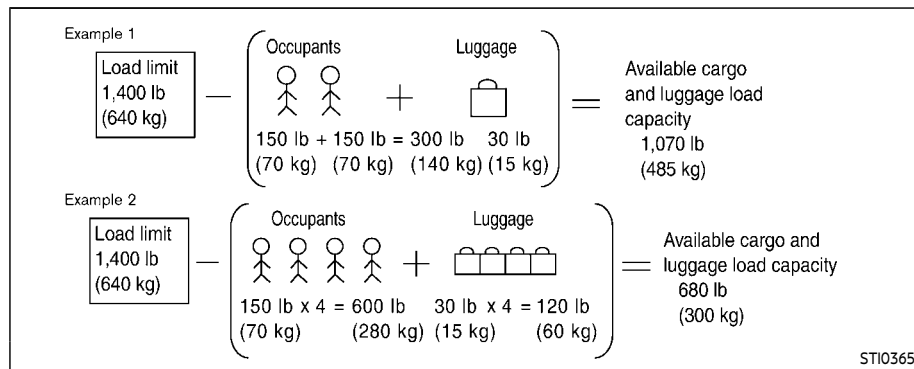 Example 1
Occupants
Luggage
Load limit
1,400 lb
(640 kg)
Available cargo
and luggage load
capacity
1,070 lb
(485 kg)
150 lb + 150 lb = 300 lb 30 lb
(70 kg) (70 kg) (140 kg) (15 kg)
Example 2
Occupants
Luggage
Load limit
1,400 lb
(640 kg)
Available cargo and
luggage load capacity
680 lb
(300 kg)
150 lb x 4 = 600 lb 30 lb x 4 = 120 lb
(70 kg) (280 kg) (15 kg) (60 kg)
STI0365